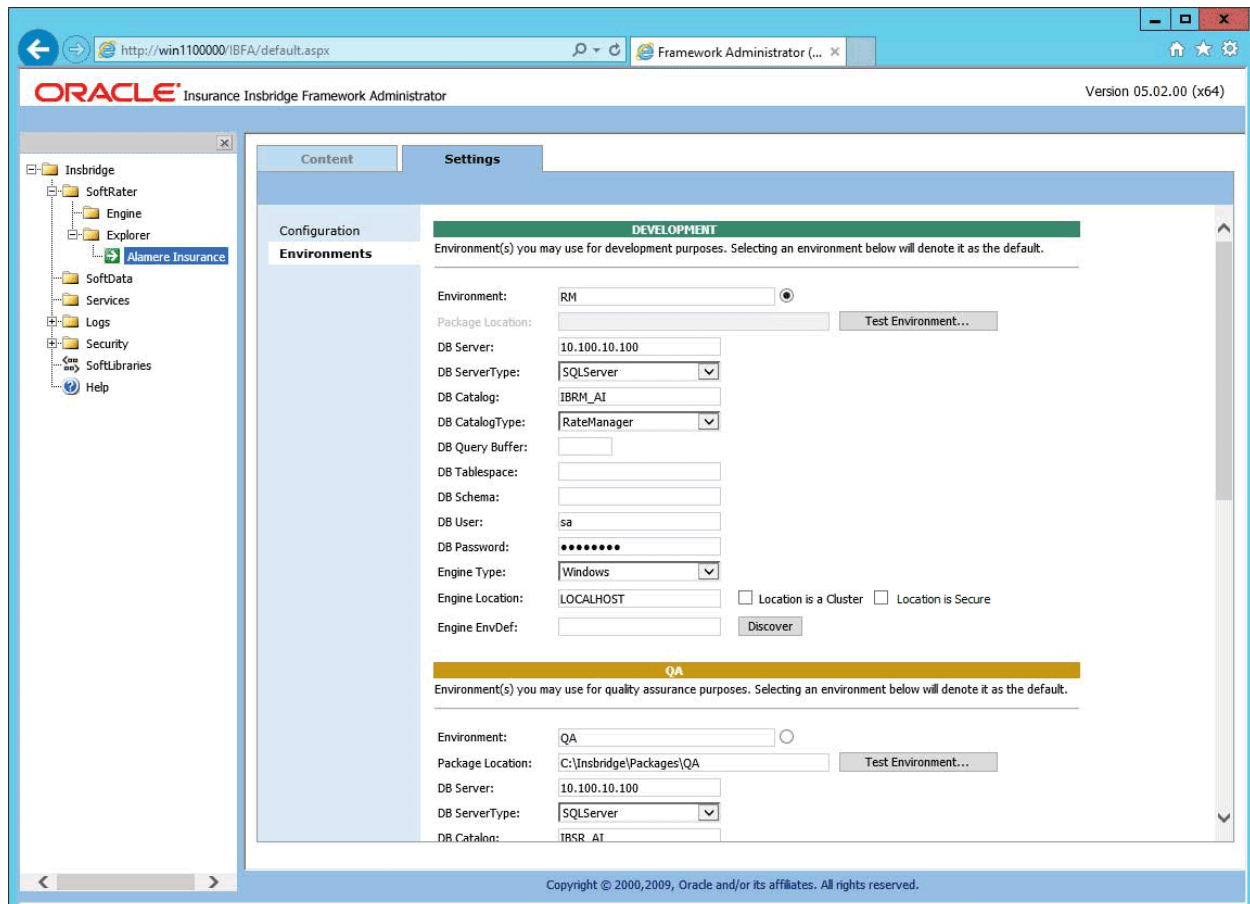 http://win1100000/IBFA/default.aspx
Framework Administrator (...
ORACLE Insurance Insbridge Framework Administrator
Version 05.02.00 (x64)
Insbridge
SoftRater
Engine
Explorer
Alamere Insurance
SoftData
Services
Logs
Security
SoftLibraries
Help
Content
Settings
Configuration
Environments
DEVELOPMENT
Environment(s) you may use for development purposes. Selecting an environment below will denote it as the default.
Environment: RM
Package Location: Test Environment...
DB Server: 10.100.10.100
DB ServerType: SQLServer
DB Catalog: IBRM_AI
DB CatalogType: RateManager
DB Query Buffer:
DB Tablespace:
DB Schema:
DB User: sa
DB Password: ••••••••
Engine Type: Windows
Engine Location: LOCALHOST Location is a Cluster Location is Secure
Engine EnvDef: Discover
QA
Environment(s) you may use for quality assurance purposes. Selecting an environment below will denote it as the default.
Environment: QA
Package Location: C:\Insbridge\Packages\QA Test Environment...
DB Server: 10.100.10.100
DB ServerType: SQLServer
DB Catalog: IBSR_AI
Copyright © 2000,2009, Oracle and/or its affiliates. All rights reserved.